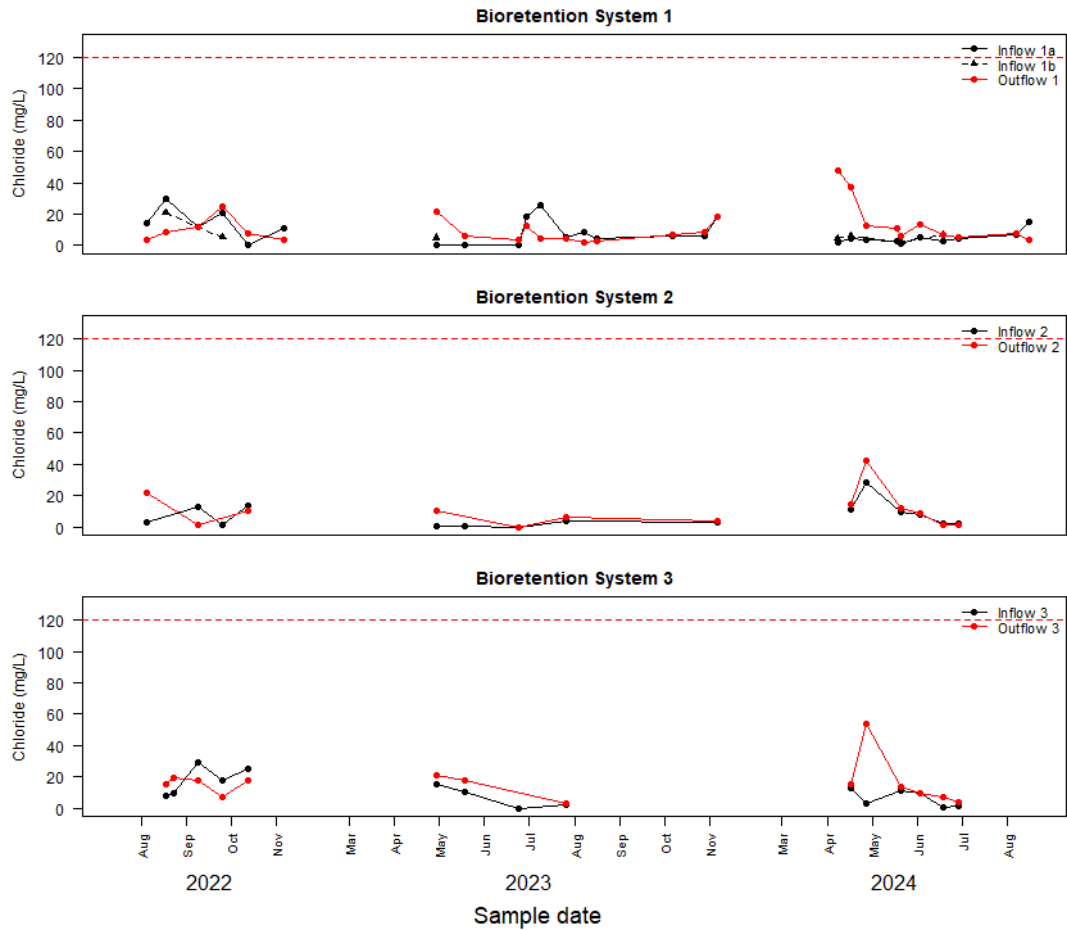 Bioretention System 1
Chloride (mg/L)
120
100
80
60
40
20
0
Inflow 1a
Inflow 1b
Outflow 1
Bioretention System 2
Chloride (mg/L)
120
100
80
60
40
20
0
Inflow 2
Outflow 2
Bioretention System 3
Chloride (mg/L)
120
100
80
60
40
20
0
Inflow 3
Outflow 3
Aug Sep Oct Nov Mar Apr May Jun Jul Aug Sep Oct Nov Mar Apr May Jun Jul Aug
2022 2023 2024
Sample date